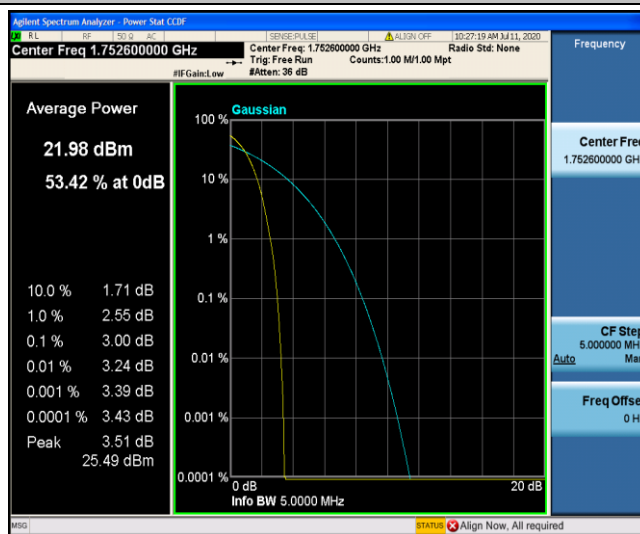 Agilent Spectrum Analyzer - Power Stat CCDF
RL RF 50 Ω AC SENSE:PULSE ALIGN OFF 10:27:19 AM Jul 11, 2020
Center Freq 1.752600000 GHz
Center Freq: 1.752600000 GHz Radio Std: None
Trig: Free Run Counts:1.00 M/1.00 Mpt
#IFGain:Low #Atten: 36 dB
Frequency
Average Power
21.98 dBm
53.42 % at 0dB
10.0 % 1.71 dB
1.0 % 2.55 dB
0.1 % 3.00 dB
0.01 % 3.24 dB
0.001 % 3.39 dB
0.0001 % 3.43 dB
Peak 3.51 dB
25.49 dBm
Gaussian
100 %
10 %
1 %
0.1 %
0.01 %
0.001 %
0.0001 %
0 dB 20 dB
Info BW 5.0000 MHz
Center Fre
1.752600000 GH
CF Step
5.000000 MH
Auto Ma
Freq Offse
0 H
MSG STATUS Align Now, All required